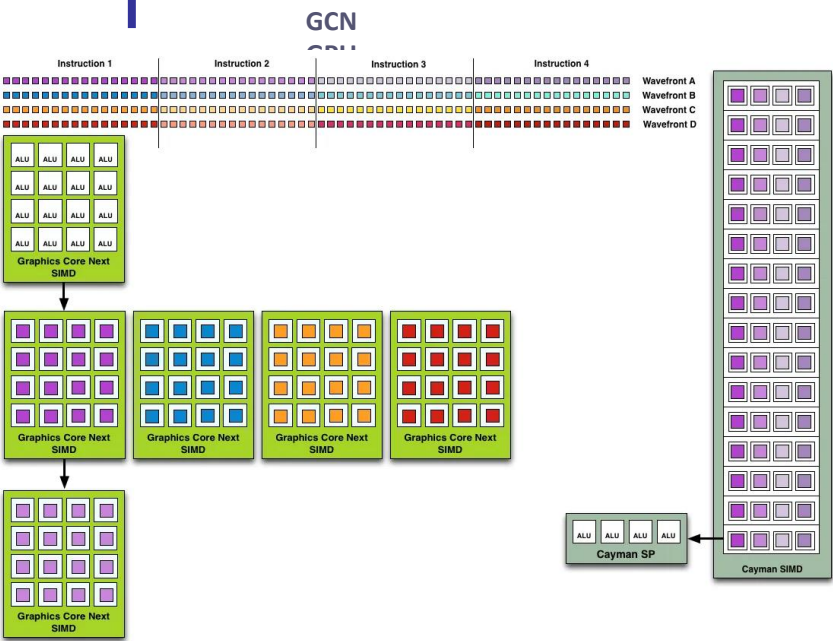 GCN
GPU
Instruction 1 Instruction 2 Instruction 3 Instruction 4
Wavefront A
Wavefront B
Wavefront C
Wavefront D
ALU ALU ALU ALU
ALU ALU ALU ALU
ALU ALU ALU ALU
ALU ALU ALU ALU
Graphics Core Next
SIMD
Graphics Core Next
SIMD
Graphics Core Next
SIMD
Graphics Core Next
SIMD
Graphics Core Next
SIMD
Graphics Core Next
SIMD
ALU ALU ALU ALU
Cayman SP
Cayman SIMD